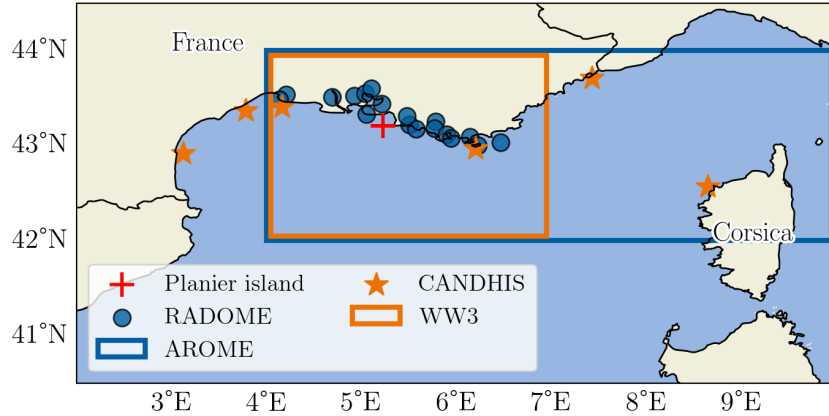 44°N
France
43°N
42°N
Corsica
Planier island
CANDHIS
RADOME
WW3
AROME
41°N
3°E 4°E 5°E 6°E 7°E 8°E 9°E